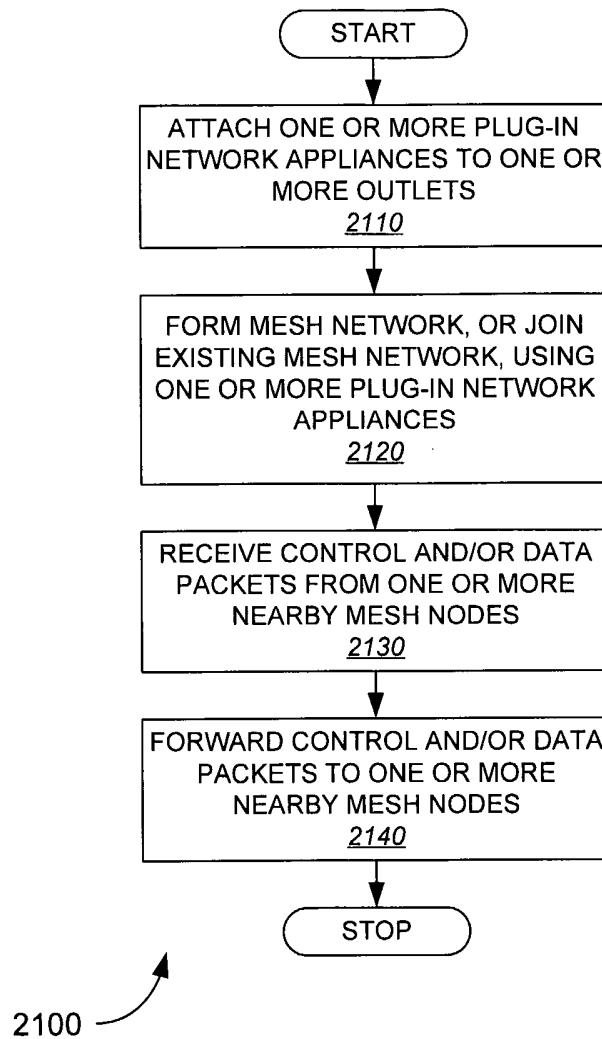 START
ATTACH ONE OR MORE PLUG-IN
NETWORK APPLIANCES TO ONE OR
MORE OUTLETS
2110
FORM MESH NETWORK, OR JOIN
EXISTING MESH NETWORK, USING
ONE OR MORE PLUG-IN NETWORK
APPLIANCES
2120
RECEIVE CONTROL AND/OR DATA
PACKETS FROM ONE OR MORE
NEARBY MESH NODES
2130
FORWARD CONTROL AND/OR DATA
PACKETS TO ONE OR MORE
NEARBY MESH NODES
2140
STOP
2100